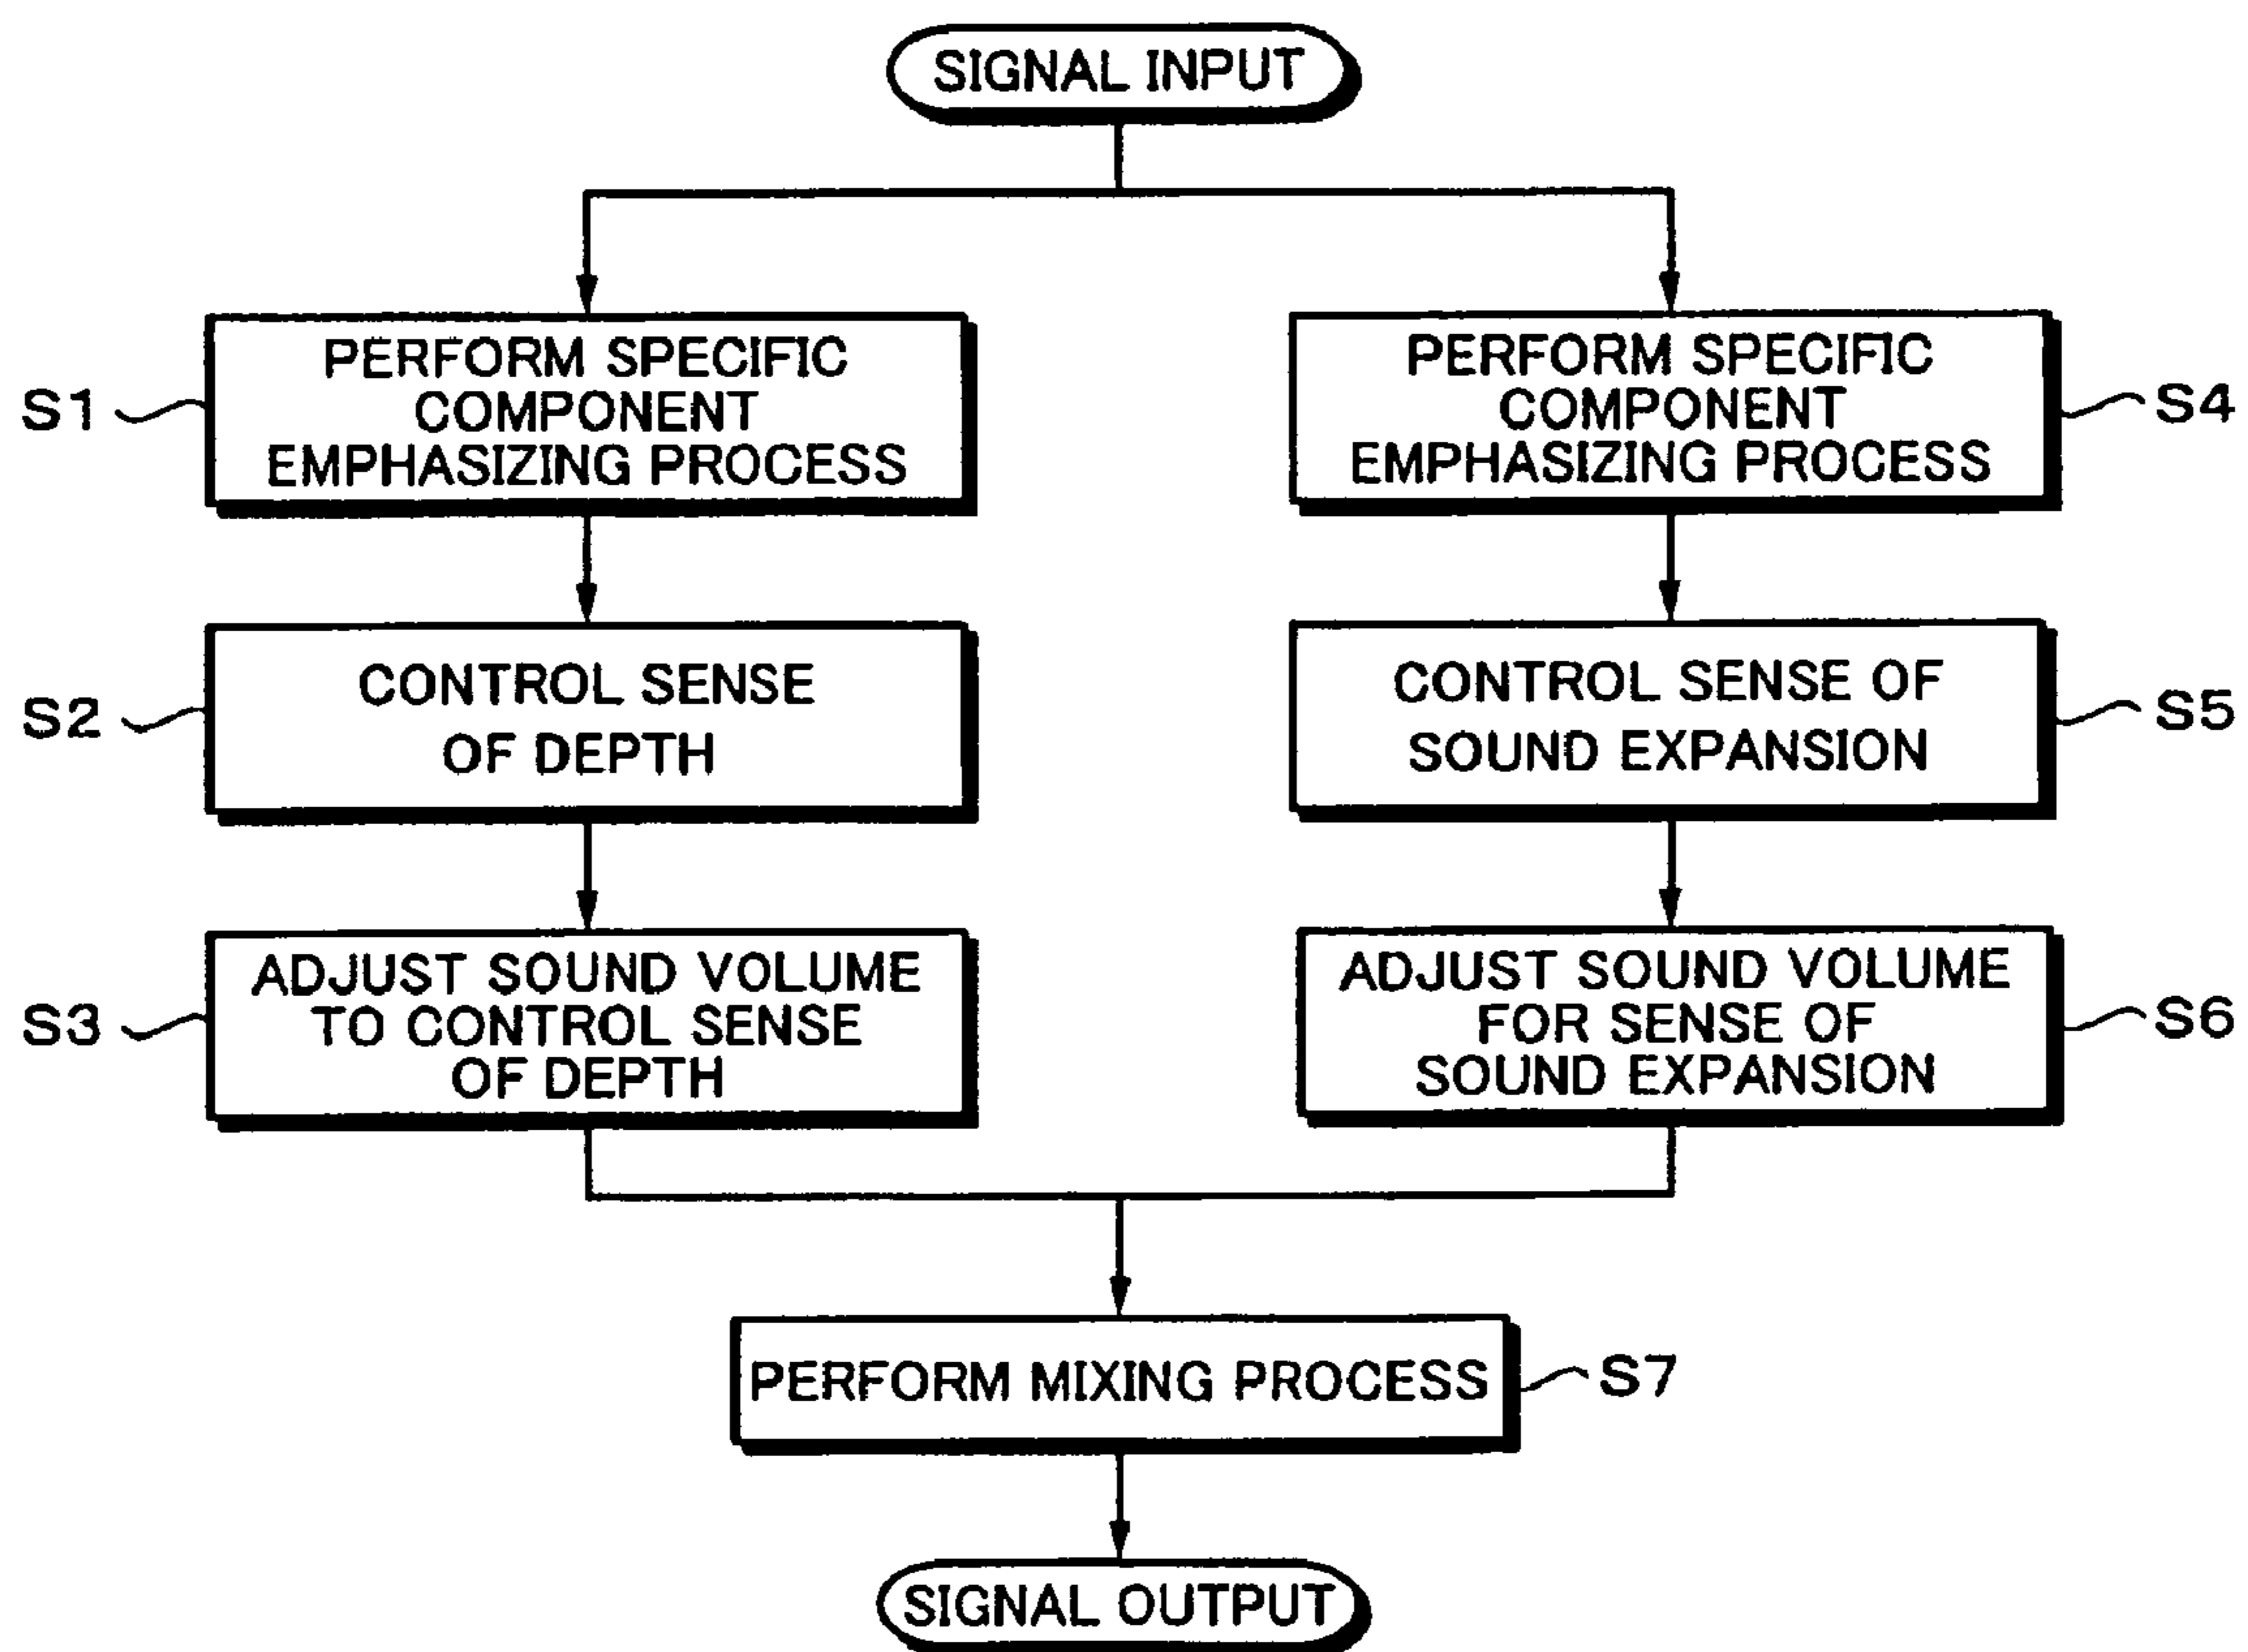 SIGNAL INPUT
S1
PERFORM SPECIFIC
COMPONENT
EMPHASIZING PROCESS
S2
CONTROL SENSE
OF DEPTH
S3
ADJUST SOUND VOLUME
TO CONTROL SENSE
OF DEPTH
PERFORM SPECIFIC
COMPONENT
EMPHASIZING PROCESS
S4
CONTROL SENSE OF
SOUND EXPANSION
S5
ADJUST SOUND VOLUME
FOR SENSE OF
SOUND EXPANSION
S6
PERFORM MIXING PROCESS
S7
SIGNAL OUTPUT